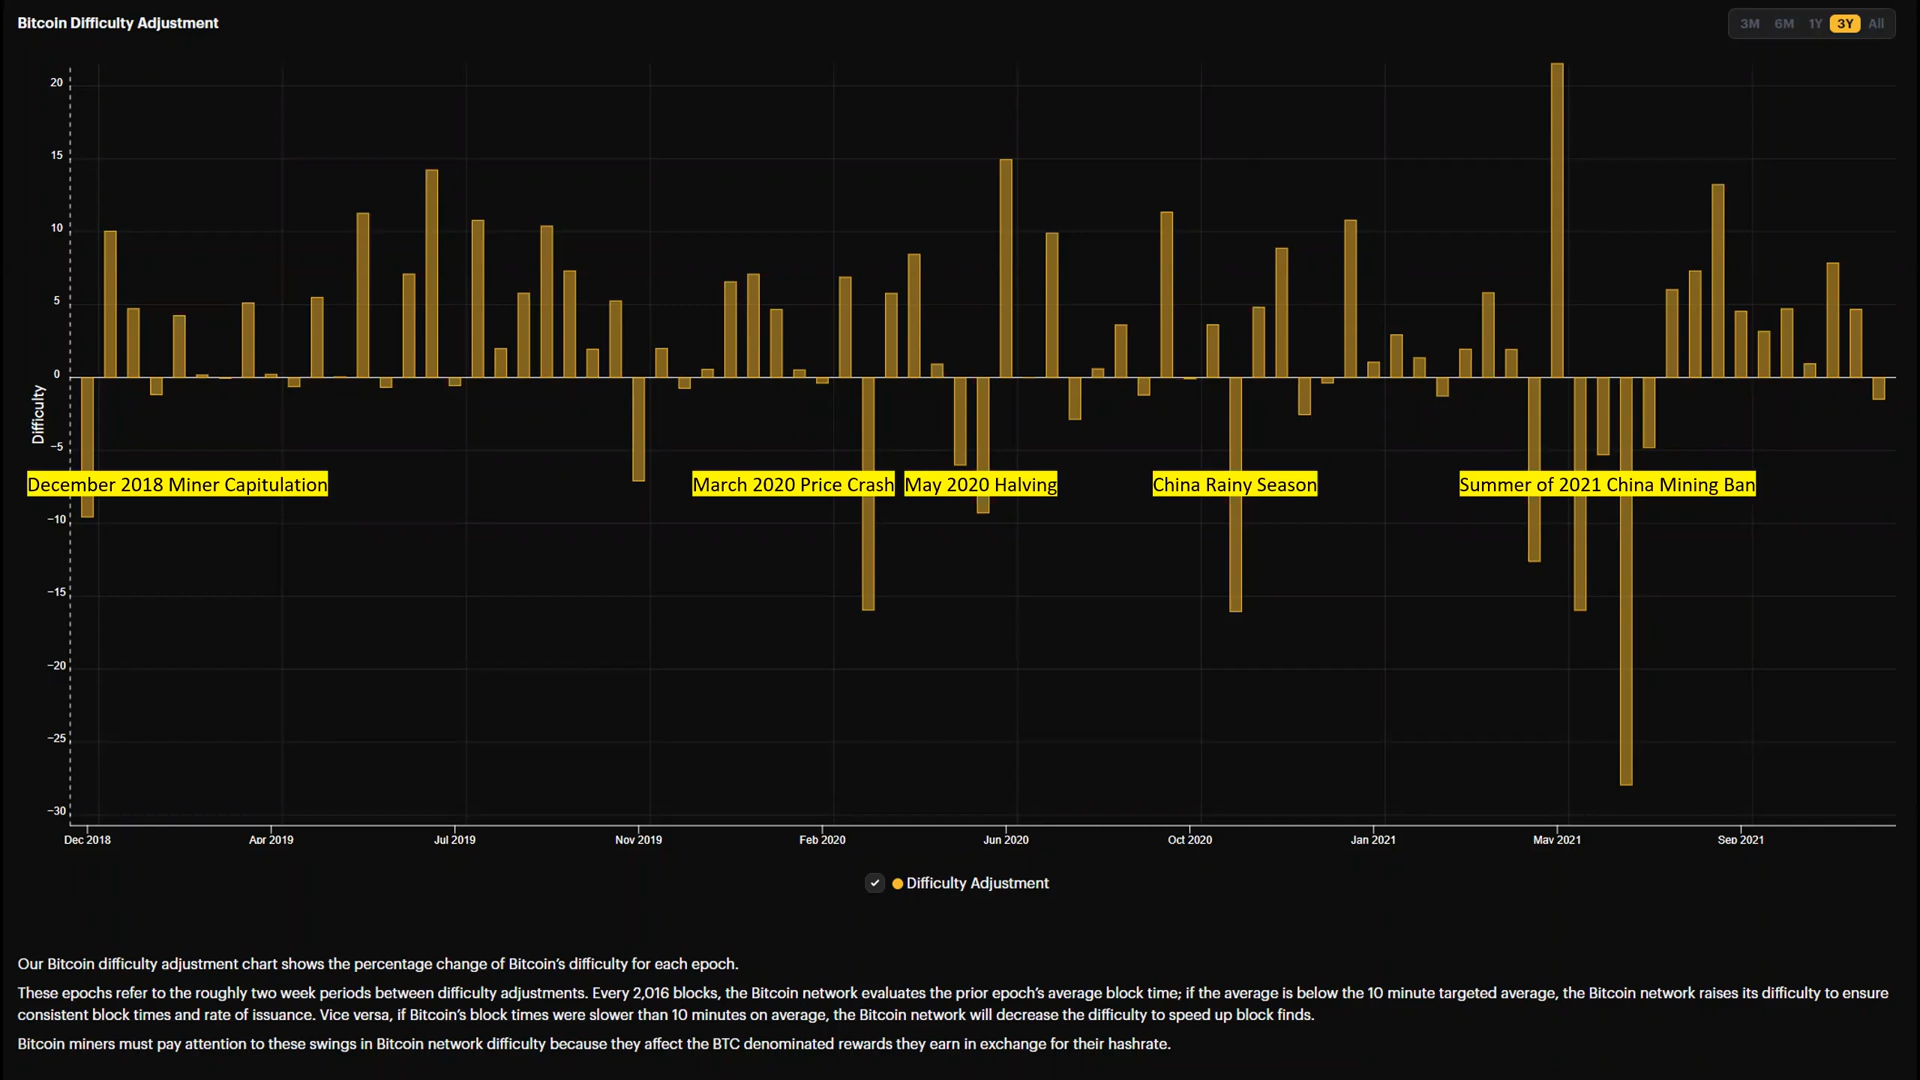 Bitcoin Difficulty Adjustment
3M 6M 1Y 3Y All
20
15
10
5
0
−5
−10
−15
−20
−25
−30
Difficulty
December 2018 Miner Capitulation
March 2020 Price Crash
May 2020 Halving
China Rainy Season
Summer of 2021 China Mining Ban
Dec 2018 Apr 2019 Jul 2019 Nov 2019 Feb 2020 Jun 2020 Oct 2020 Jan 2021 May 2021 Sep 2021
Difficulty Adjustment
Our Bitcoin difficulty adjustment chart shows the percentage change of Bitcoin’s difficulty for each epoch.
These epochs refer to the roughly two week periods between difficulty adjustments. Every 2,016 blocks, the Bitcoin network evaluates the prior epoch’s average block time; if the average is below the 10 minute targeted average, the Bitcoin network raises its difficulty to ensure
consistent block times and rate of issuance. Vice versa, if Bitcoin’s block times were slower than 10 minutes on average, the Bitcoin network will decrease the difficulty to speed up block finds.
Bitcoin miners must pay attention to these swings in Bitcoin network difficulty because they affect the BTC denominated rewards they earn in exchange for their hashrate.